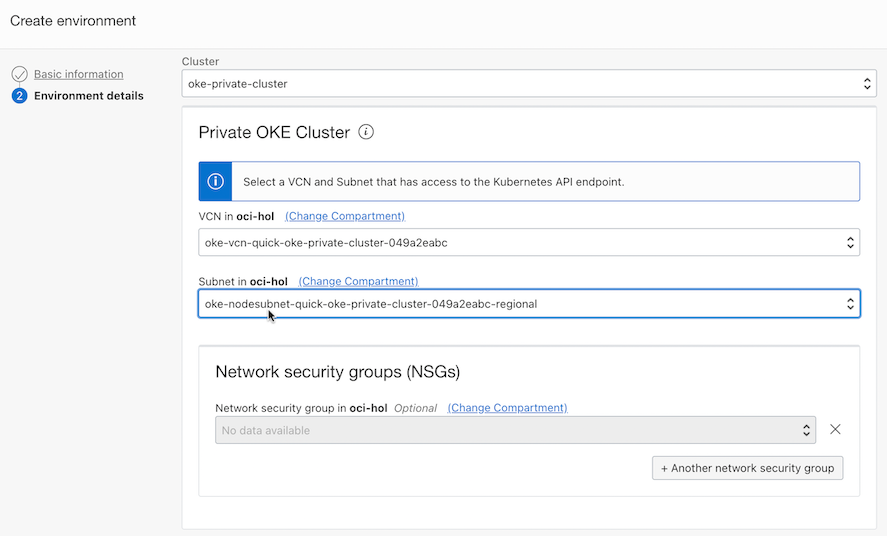 Create environment
Basic information
2 Environment details
Cluster
oke-private-cluster
Private OKE Cluster
Select a VCN and Subnet that has access to the Kubernetes API endpoint.
VCN in oci-hol (Change Compartment)
oke-vcn-quick-oke-private-cluster-049a2eabc
Subnet in oci-hol (Change Compartment)
oke-nodesubnet-quick-oke-private-cluster-049a2eabc-regional
Network security groups (NSGs)
Network security group in oci-hol Optional (Change Compartment)
No data available
+ Another network security group